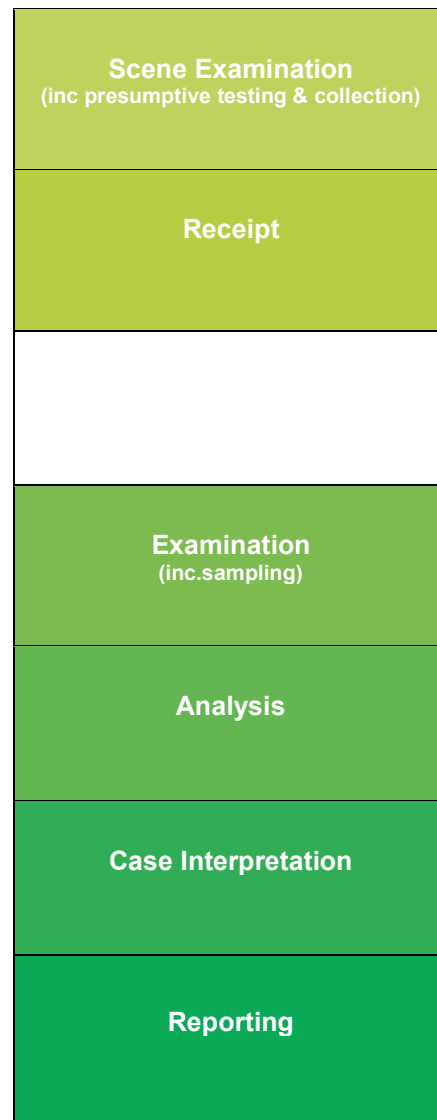 Scene Examination
(inc presumptive testing & collection)
Receipt
Examination
(inc.sampling)
Analysis
Case Interpretation
Reporting